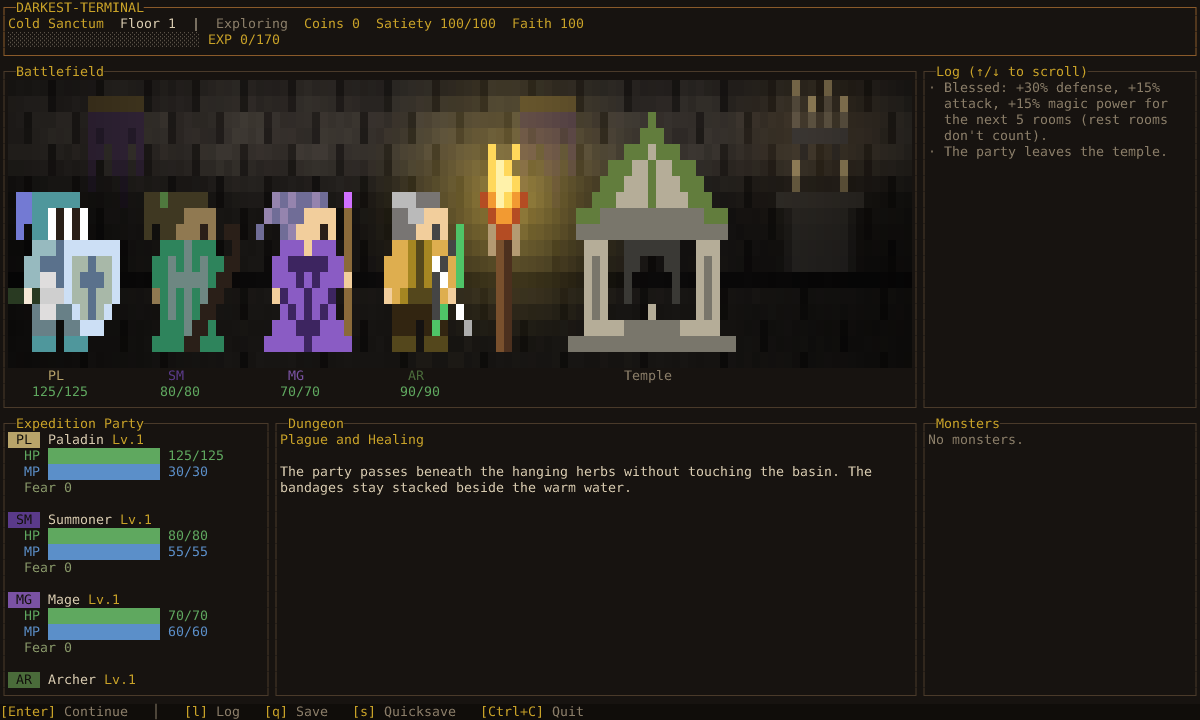 DARKEST-TERMINAL
Cold Sanctum  Floor 1  |  Exploring  Coins 0  Satiety 100/100  Faith 100
EXP 0/170
Battlefield
PL  SM  MG  AR  Temple
125/125  80/80  70/70  90/90
Log (↑/↓ to scroll)
· Blessed: +30% defense, +15%
attack, +15% magic power for
the next 5 rooms (rest rooms
don't count).
· The party leaves the temple.
Expedition Party
PL Paladin Lv.1
HP 125/125
MP 30/30
Fear 0
SM Summoner Lv.1
HP 80/80
MP 55/55
Fear 0
MG Mage Lv.1
HP 70/70
MP 60/60
Fear 0
AR Archer Lv.1
Dungeon
Plague and Healing
The party passes beneath the hanging herbs without touching the basin. The
bandages stay stacked beside the warm water.
Monsters
No monsters.
[Enter] Continue  |  [l] Log  [q] Save  [s] Quicksave  [Ctrl+C] Quit